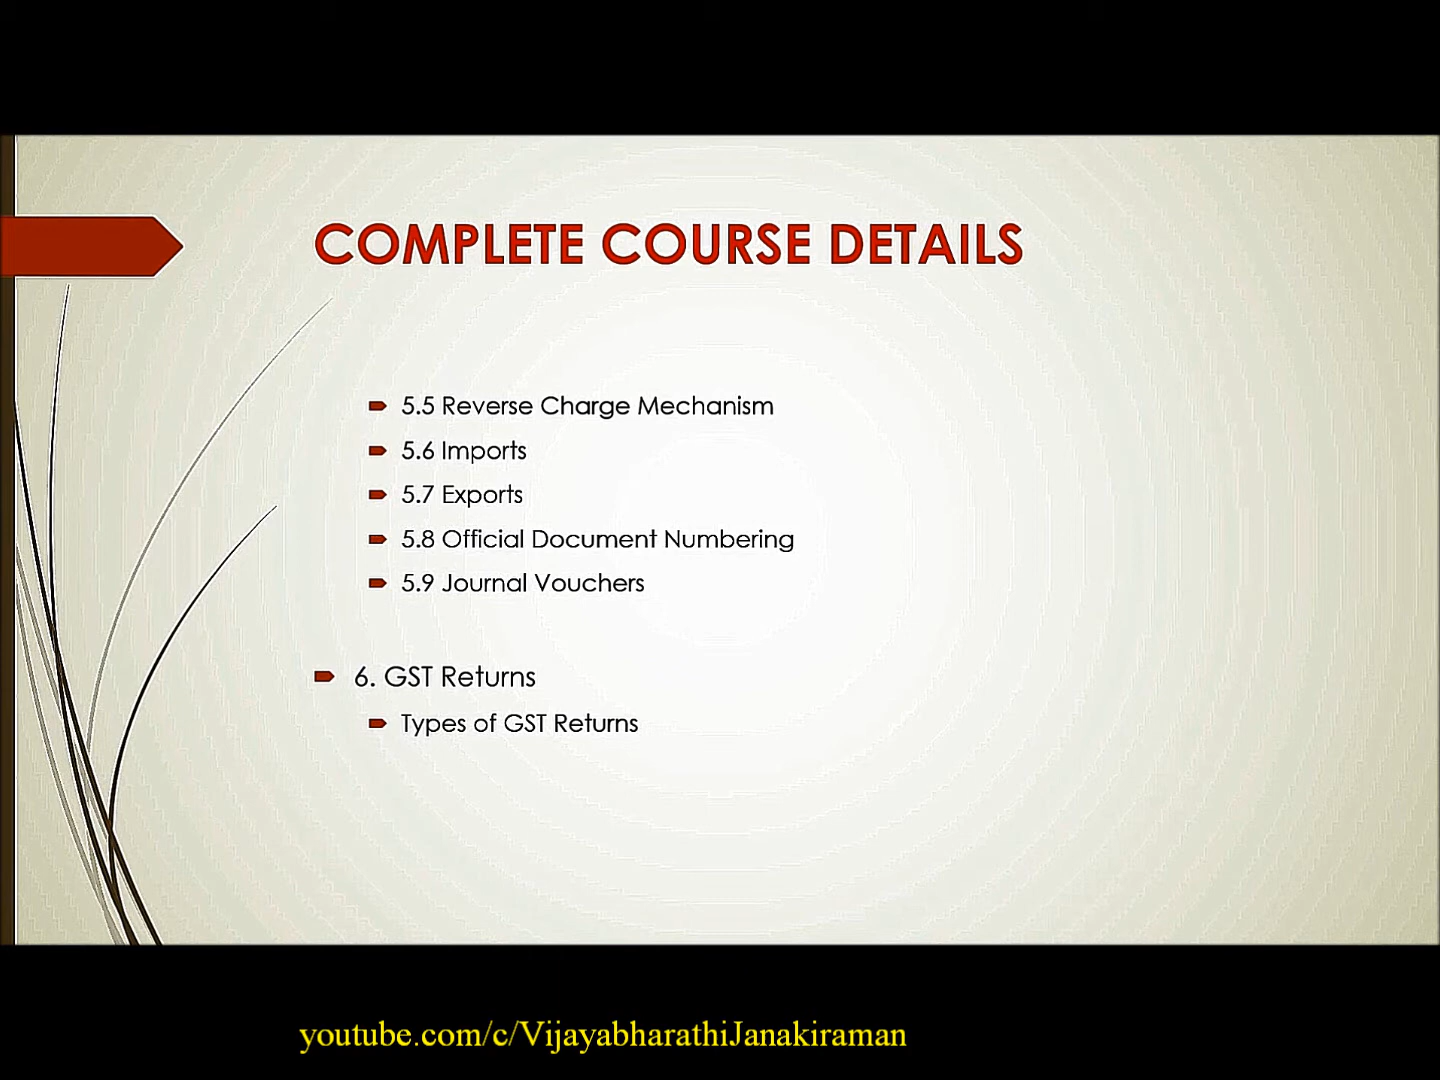 COMPLETE COURSE DETAILS
5.5 Reverse Charge Mechanism
5.6 Imports
5.7 Exports
5.8 Official Document Numbering
5.9 Journal Vouchers
6. GST Returns
Types of GST Returns
youtube.com/c/VijayabharathiJanakiraman